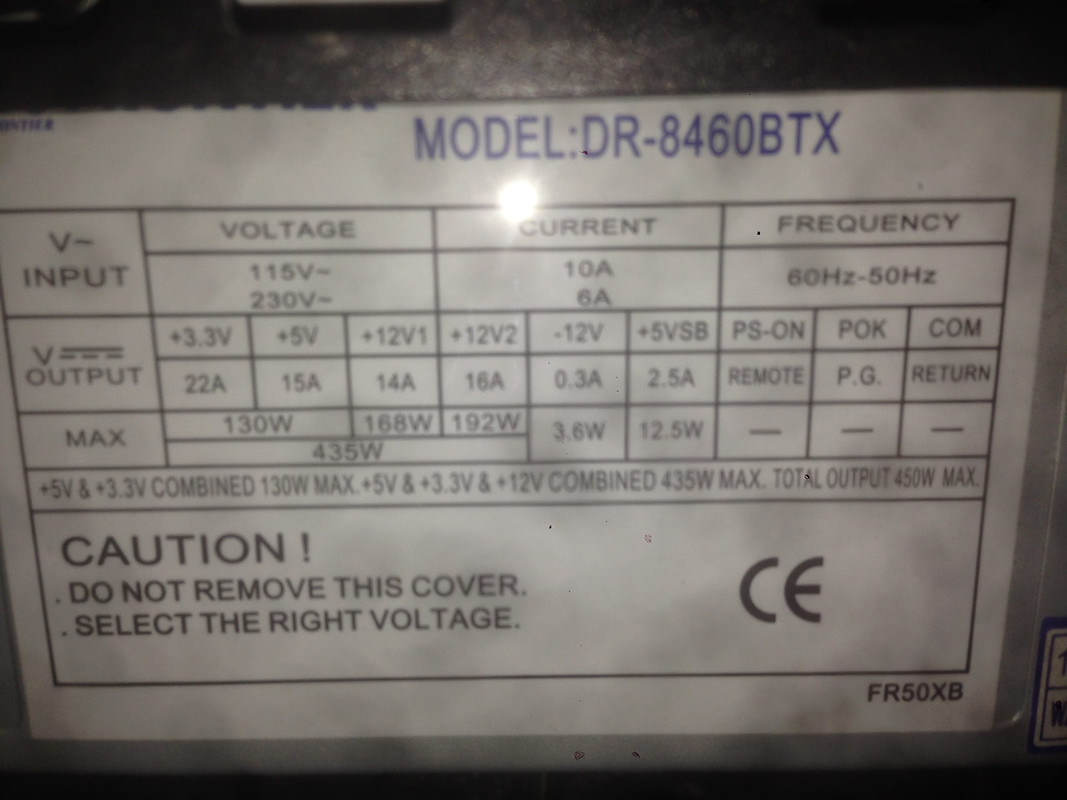 MODEL:DR-8460BTX
V~ INPUT VOLTAGE CURRENT FREQUENCY
115V~ 10A 60Hz-50Hz
230V~ 6A
V OUTPUT +3.3V +5V +12V1 +12V2 -12V +5VSB PS-ON POK COM
22A 15A 14A 16A 0.3A 2.5A REMOTE P.G. RETURN
MAX 130W 168W 192W 3.6W 12.5W — — —
435W
+5V & +3.3V COMBINED 130W MAX.+5V & +3.3V & +12V COMBINED 435W MAX. TOTAL OUTPUT 450W MAX.
CAUTION !
. DO NOT REMOVE THIS COVER.
. SELECT THE RIGHT VOLTAGE.
CE
FR50XB